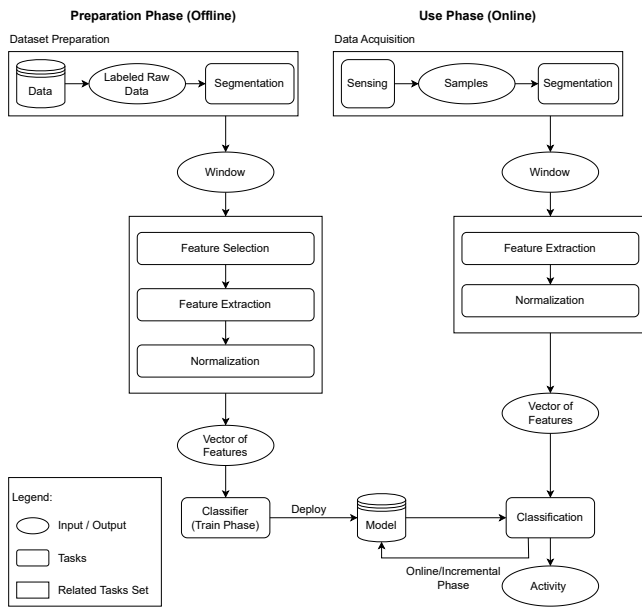 Preparation Phase (Offline)
Use Phase (Online)
Dataset Preparation
Data Acquisition
Data
Labeled Raw
Data
Segmentation
Sensing
Samples
Segmentation
Window
Window
Feature Selection
Feature Extraction
Normalization
Feature Extraction
Normalization
Vector of
Features
Vector of
Features
Legend:
Input / Output
Tasks
Related Tasks Set
Classifier
(Train Phase)
Deploy
Model
Classification
Online/Incremental
Phase
Activity